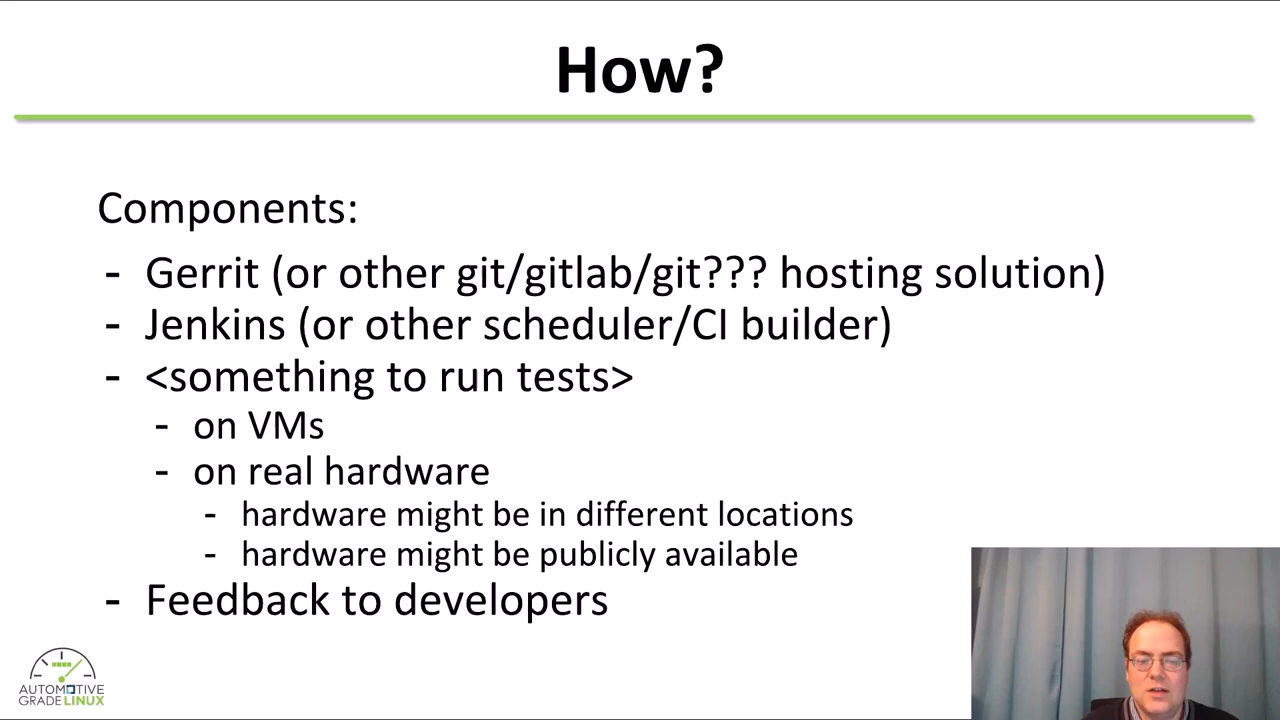 How?
Components:
- Gerrit (or other git/gitlab/git??? hosting solution)
- Jenkins (or other scheduler/CI builder)
- <something to run tests>
- on VMs
- on real hardware
- hardware might be in different locations
- hardware might be publicly available
- Feedback to developers
AUTOMOTIVE
GRADELINUX